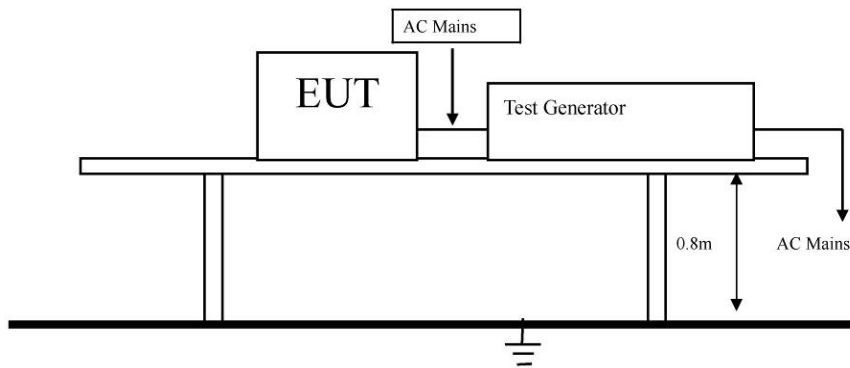 AC Mains
EUT
Test Generator
0.8m
AC Mains